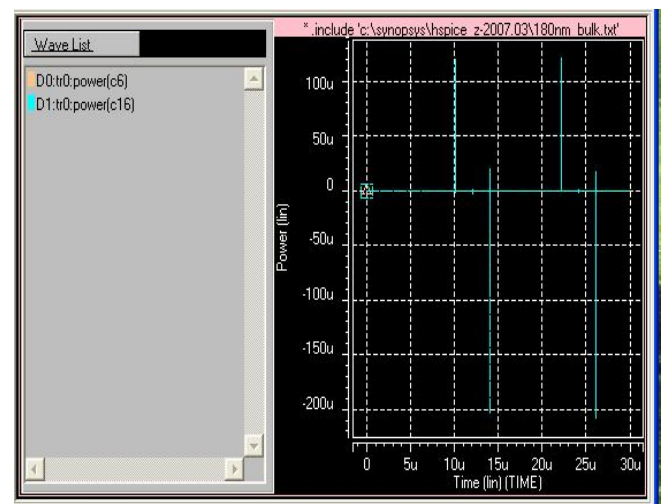 * .include 'c:\synopsys\hspice_z-2007.03\180nm_bulk.txt'
Wave List
D0:tr0:power(c6)
D1:tr0:power(c16)
100u
50u
0
-50u
-100u
-150u
-200u
Power (lin)
0 5u 10u 15u 20u 25u 30u
Time (lin) (TIME)